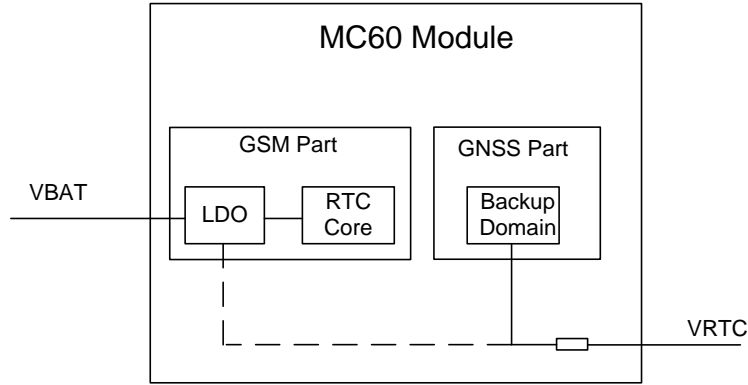 MC60 Module
GSM Part
GNSS Part
VBAT
LDO
RTC
Core
Backup
Domain
VRTC